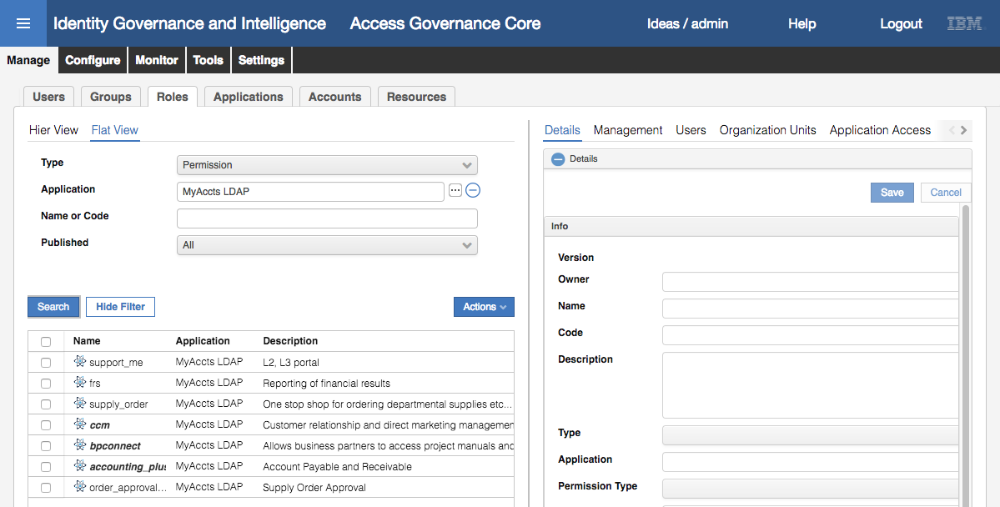 Identity Governance and Intelligence Access Governance Core Ideas / admin Help Logout IBM
Manage Configure Monitor Tools Settings
Users Groups Roles Applications Accounts Resources
Hier View Flat View
Type Permission
Application MyAccts LDAP ...
Name or Code
Published All
Search Hide Filter Actions
Name Application Description
support_me MyAccts LDAP L2, L3 portal
frs MyAccts LDAP Reporting of financial results
supply_order MyAccts LDAP One stop shop for ordering departmental supplies etc...
ccm MyAccts LDAP Customer relationship and direct marketing managemen
bpconnect MyAccts LDAP Allows business partners to access project manuals and
accounting_plus MyAccts LDAP Account Payable and Receivable
order_approval... MyAccts LDAP Supply Order Approval
Details Management Users Organization Units Application Access
Details
Save Cancel
Info
Version
Owner
Name
Code
Description
Type
Application
Permission Type